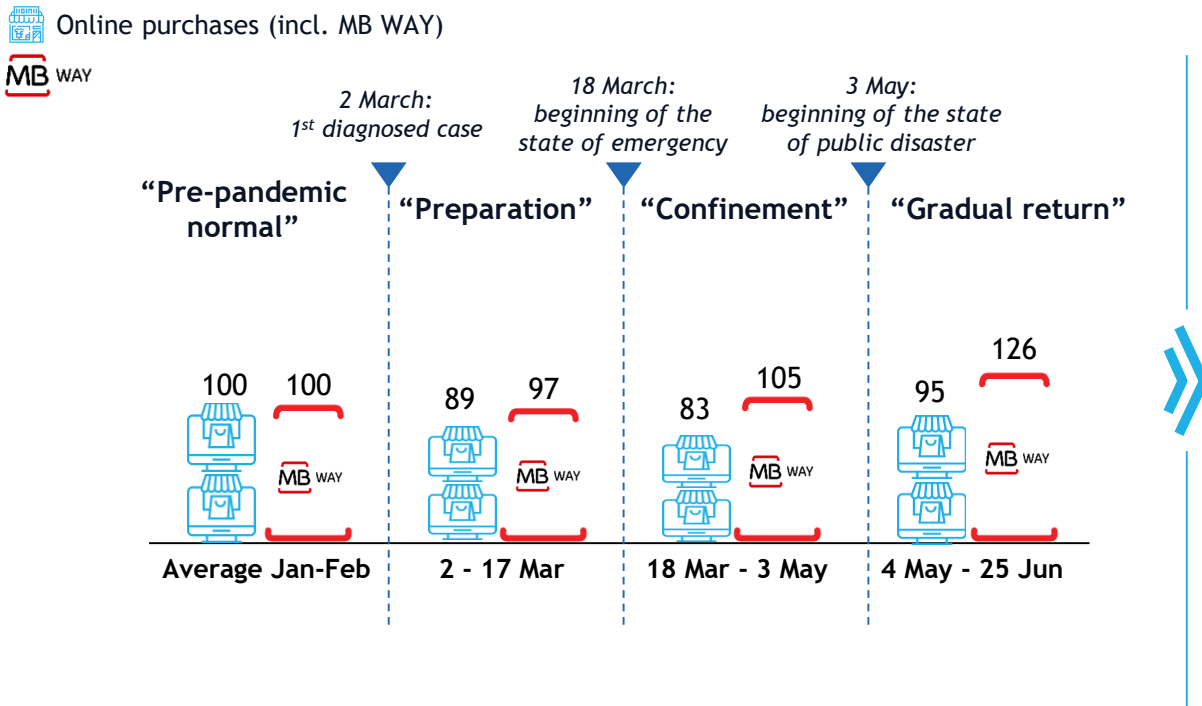 Online purchases (incl. MB WAY)
MB WAY
2 March:
1st diagnosed case
18 March:
beginning of the
state of emergency
3 May:
beginning of the state
of public disaster
“Pre-pandemic
normal”
“Preparation”
“Confinement”
“Gradual return”
100 100
89 97
83 105
95 126
MB WAY
MB WAY
MB WAY
MB WAY
Average Jan-Feb
2 - 17 Mar
18 Mar - 3 May
4 May - 25 Jun